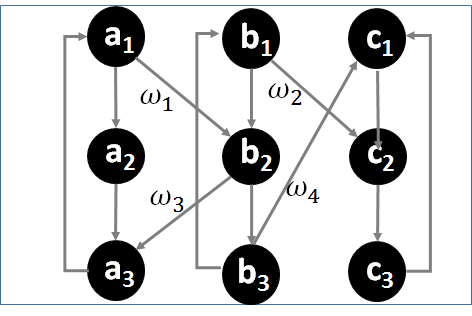 a₁ b₁ c₁
ω₁ ω₂
a₂ b₂ c₂
ω₃ ω₄
a₃ b₃ c₃